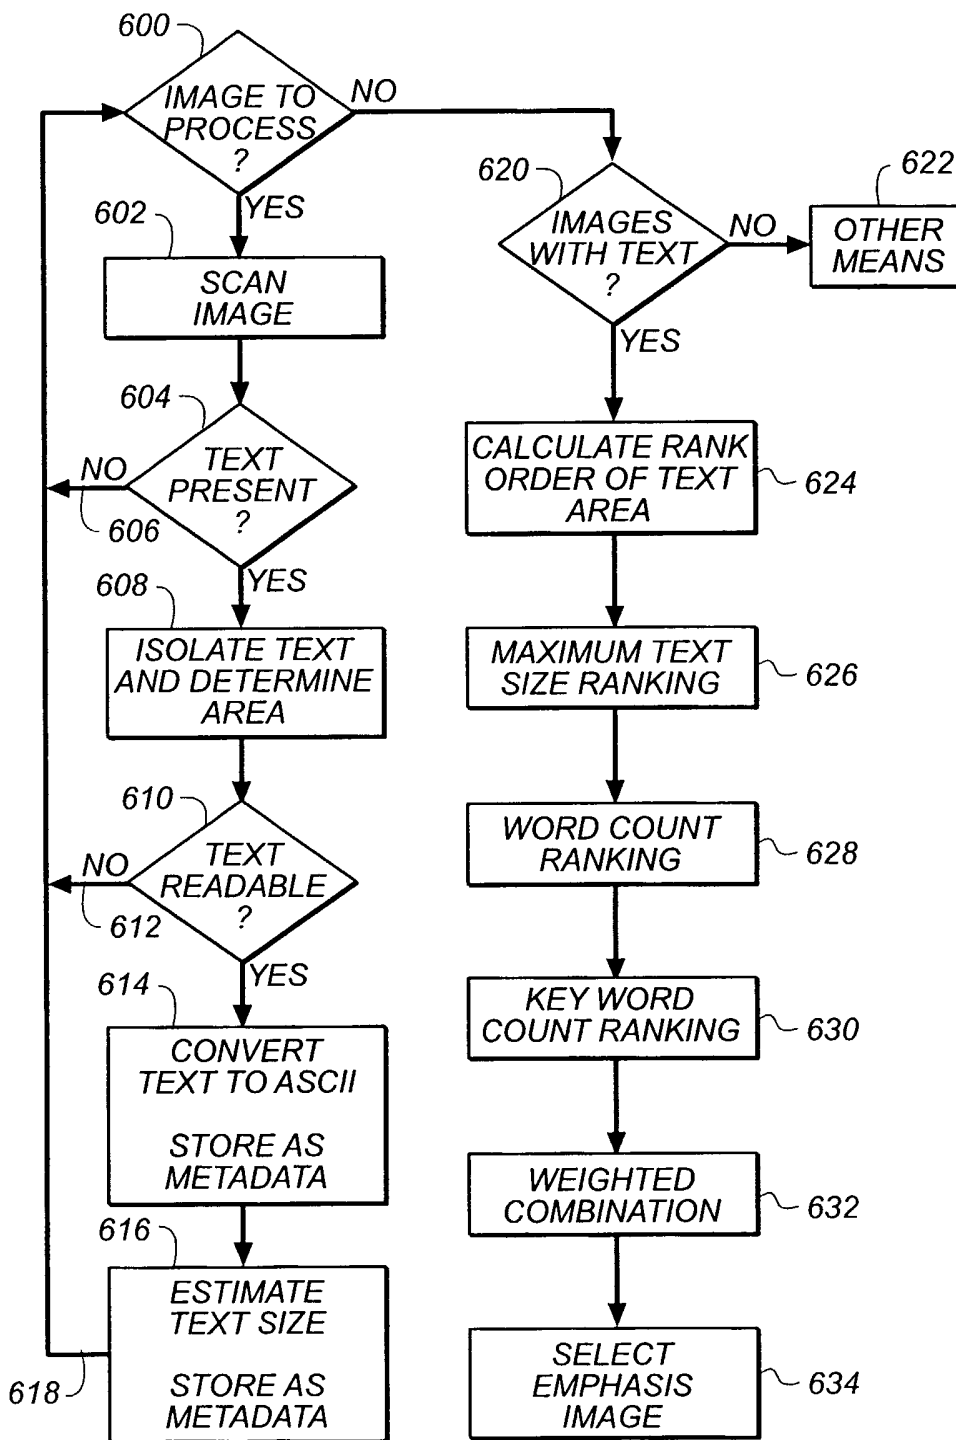 600
IMAGE TO
PROCESS
?
NO
YES
602
SCAN
IMAGE
604
TEXT
PRESENT
?
NO
606
YES
608
ISOLATE TEXT
AND DETERMINE
AREA
610
TEXT
READABLE
?
NO
612
YES
614
CONVERT
TEXT TO ASCII
STORE AS
METADATA
616
ESTIMATE
TEXT SIZE
STORE AS
METADATA
618
620
IMAGES
WITH TEXT
?
NO
622
OTHER
MEANS
YES
CALCULATE RANK
ORDER OF TEXT
AREA
624
MAXIMUM TEXT
SIZE RANKING
626
WORD COUNT
RANKING
628
KEY WORD
COUNT RANKING
630
WEIGHTED
COMBINATION
632
SELECT
EMPHASIS
IMAGE
634